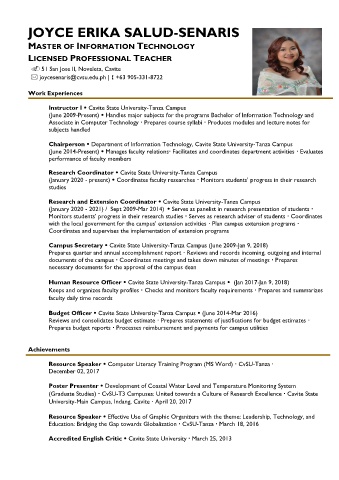 JOYCE ERIKA SALUD-SENARIS
MASTER OF INFORMATION TECHNOLOGY
LICENSED PROFESSIONAL TEACHER
51 San Jose II, Noveleta, Cavite
joycesenaris@cvsu.edu.ph | +63 905-331-8722
Work Experiences
Instructor I • Cavite State University-Tanza Campus
(June 2009-Present) • Handles major subjects for the programs Bachelor of Information Technology and
Associate in Computer Technology · Prepares course syllabi · Produces modules and lecture notes for
subjects handled
Chairperson • Department of Information Technology, Cavite State University-Tanza Campus
(June 2014-Present) • Manages faculty relations· Facilitates and coordinates department activities · Evaluates
performance of faculty members
Research Coordinator • Cavite State University-Tanza Campus
(January 2020 - present) • Coordinates faculty researches · Monitors students' progress in their research
studies
Research and Extension Coordinator • Cavite State University-Tanza Campus
(January 2020 - 2021) / Sept 2009-Mar 2014) • Serves as panelist in research presentation of students ·
Monitors students' progress in their research studies · Serves as research adviser of students · Coordinates
with the local government for the campus' extension activities · Plan campus extension programs ·
Coordinates and supervises the implementation of extension programs
Campus Secretary • Cavite State University-Tanza Campus (June 2009-Jan 9, 2018)
Prepares quarter and annual accomplishment report · Reviews and records incoming, outgoing and internal
documents of the campus · Coordinates meetings and takes down minutes of meetings · Prepares
necessary documents for the approval of the campus dean
Human Resource Officer • Cavite State University-Tanza Campus • (Jan 2017-Jan 9, 2018)
Keeps and organizes faculty profiles · Checks and monitors faculty requirements · Prepares and summarizes
faculty daily time records
Budget Officer • Cavite State University-Tanza Campus • (June 2014-Mar 2016)
Reviews and consolidates budget estimate · Prepares statements of justifications for budget estimates ·
Prepares budget reports · Processes reimbursement and payments for campus utilities
Achievements
Resource Speaker • Computer Literacy Training Program (MS Word) · CvSU-Tanza ·
December 02, 2017
Poster Presenter • Development of Coastal Water Level and Temperature Monitoring System
(Graduate Studies) · CvSU-T3 Campuses: United towards a Culture of Research Excellence · Cavite State
University-Main Campus, Indang, Cavite · April 20, 2017
Resource Speaker • Effective Use of Graphic Organizers with the theme: Leadership, Technology, and
Education: Bridging the Gap towards Globalization · CvSU-Tanza · March 18, 2016
Accredited English Critic • Cavite State University · March 25, 2013